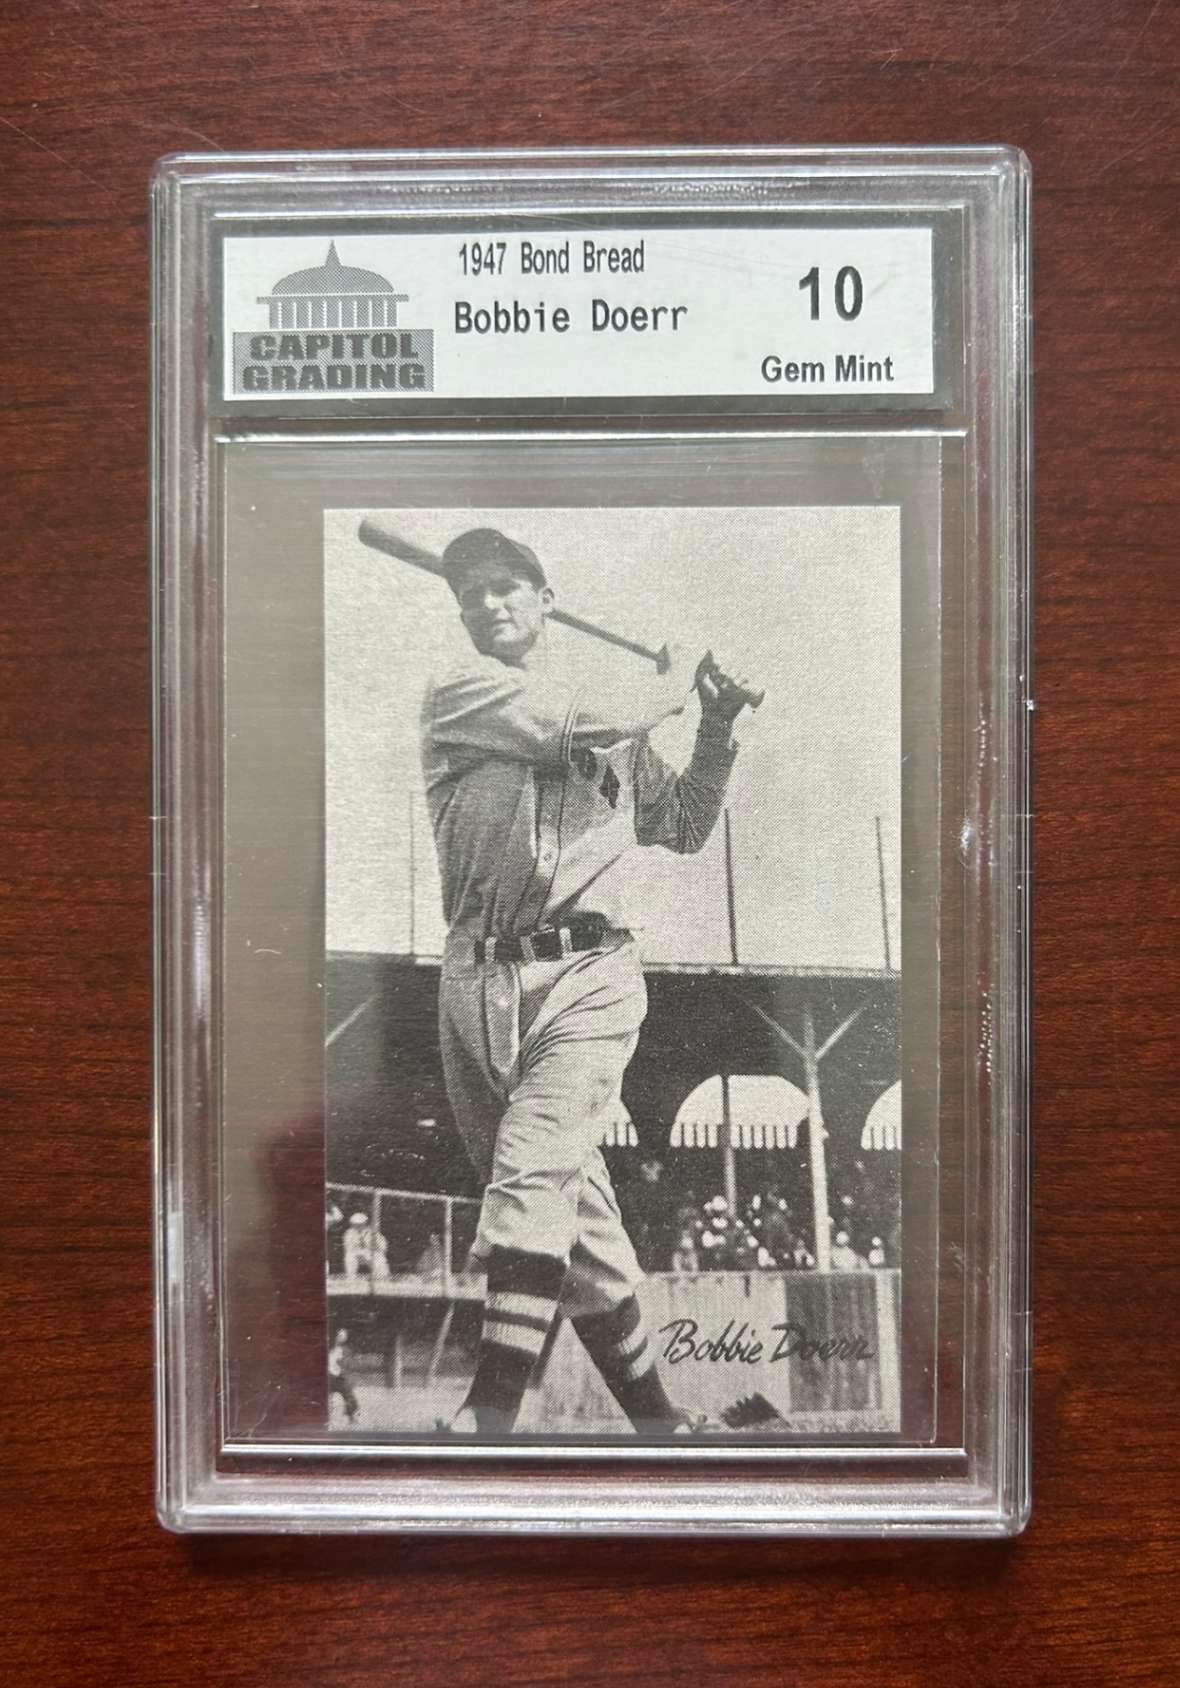 1947 Bond Bread
Bobbie Doerr
10
Gem Mint
CAPITOL
GRADING
Bobbie Doerr